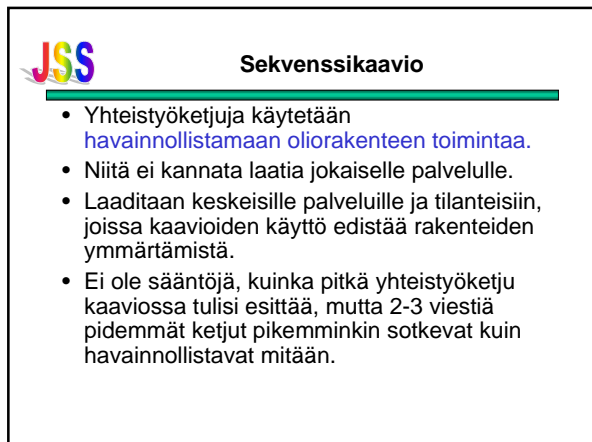 JSS
Sekvenssikaavio
• Yhteistyöketjuja käytetään
havainnollistamaan oliorakenteen toimintaa.
• Niitä ei kannata laatia jokaiselle palvelulle.
• Laaditaan keskeisille palveluille ja tilanteisiin,
joissa kaavioiden käyttö edistää rakenteiden
ymmärtämistä.
• Ei ole sääntöjä, kuinka pitkä yhteistyöketju
kaaviossa tulisi esittää, mutta 2-3 viestiä
pidemmät ketjut pikemminkin sotkevat kuin
havainnollistavat mitään.